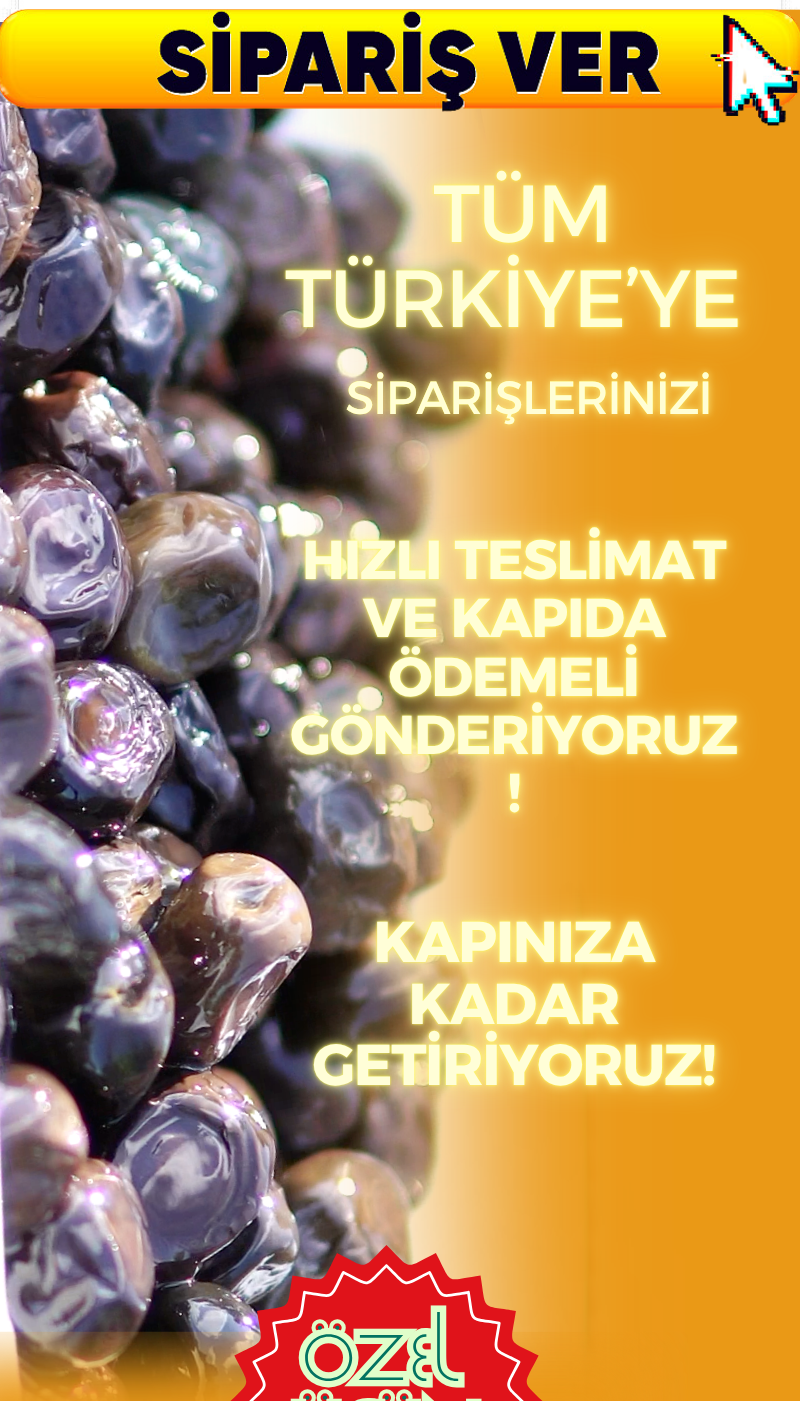 SİPARİŞ VER
TÜM
TÜRKİYE’YE
SİPARİŞLERİNİZİ
HIZLI TESLİMAT
VE KAPIDA
ÖDEMELİ
GÖNDERİYORUZ
!
KAPINIZA
KADAR
GETİRİYORUZ!
ÖZEL